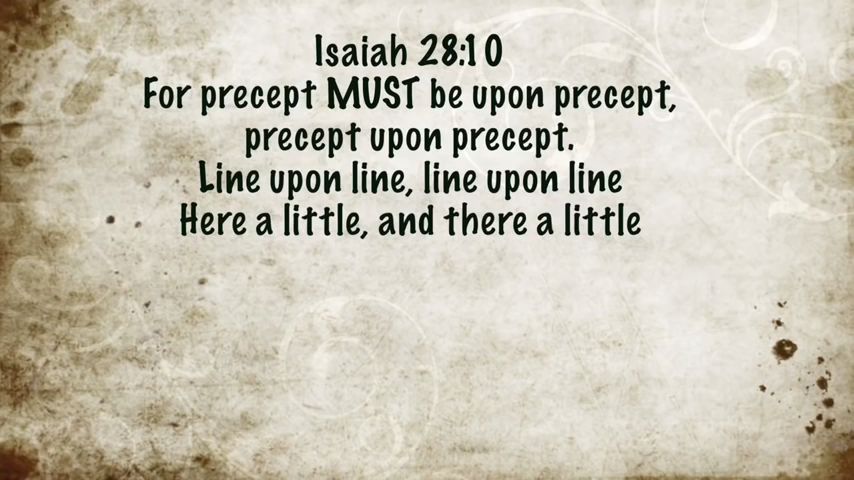 Isaiah 28:10
For precept MUST be upon precept,
precept upon precept.
Line upon line, line upon line
Here a little, and there a little